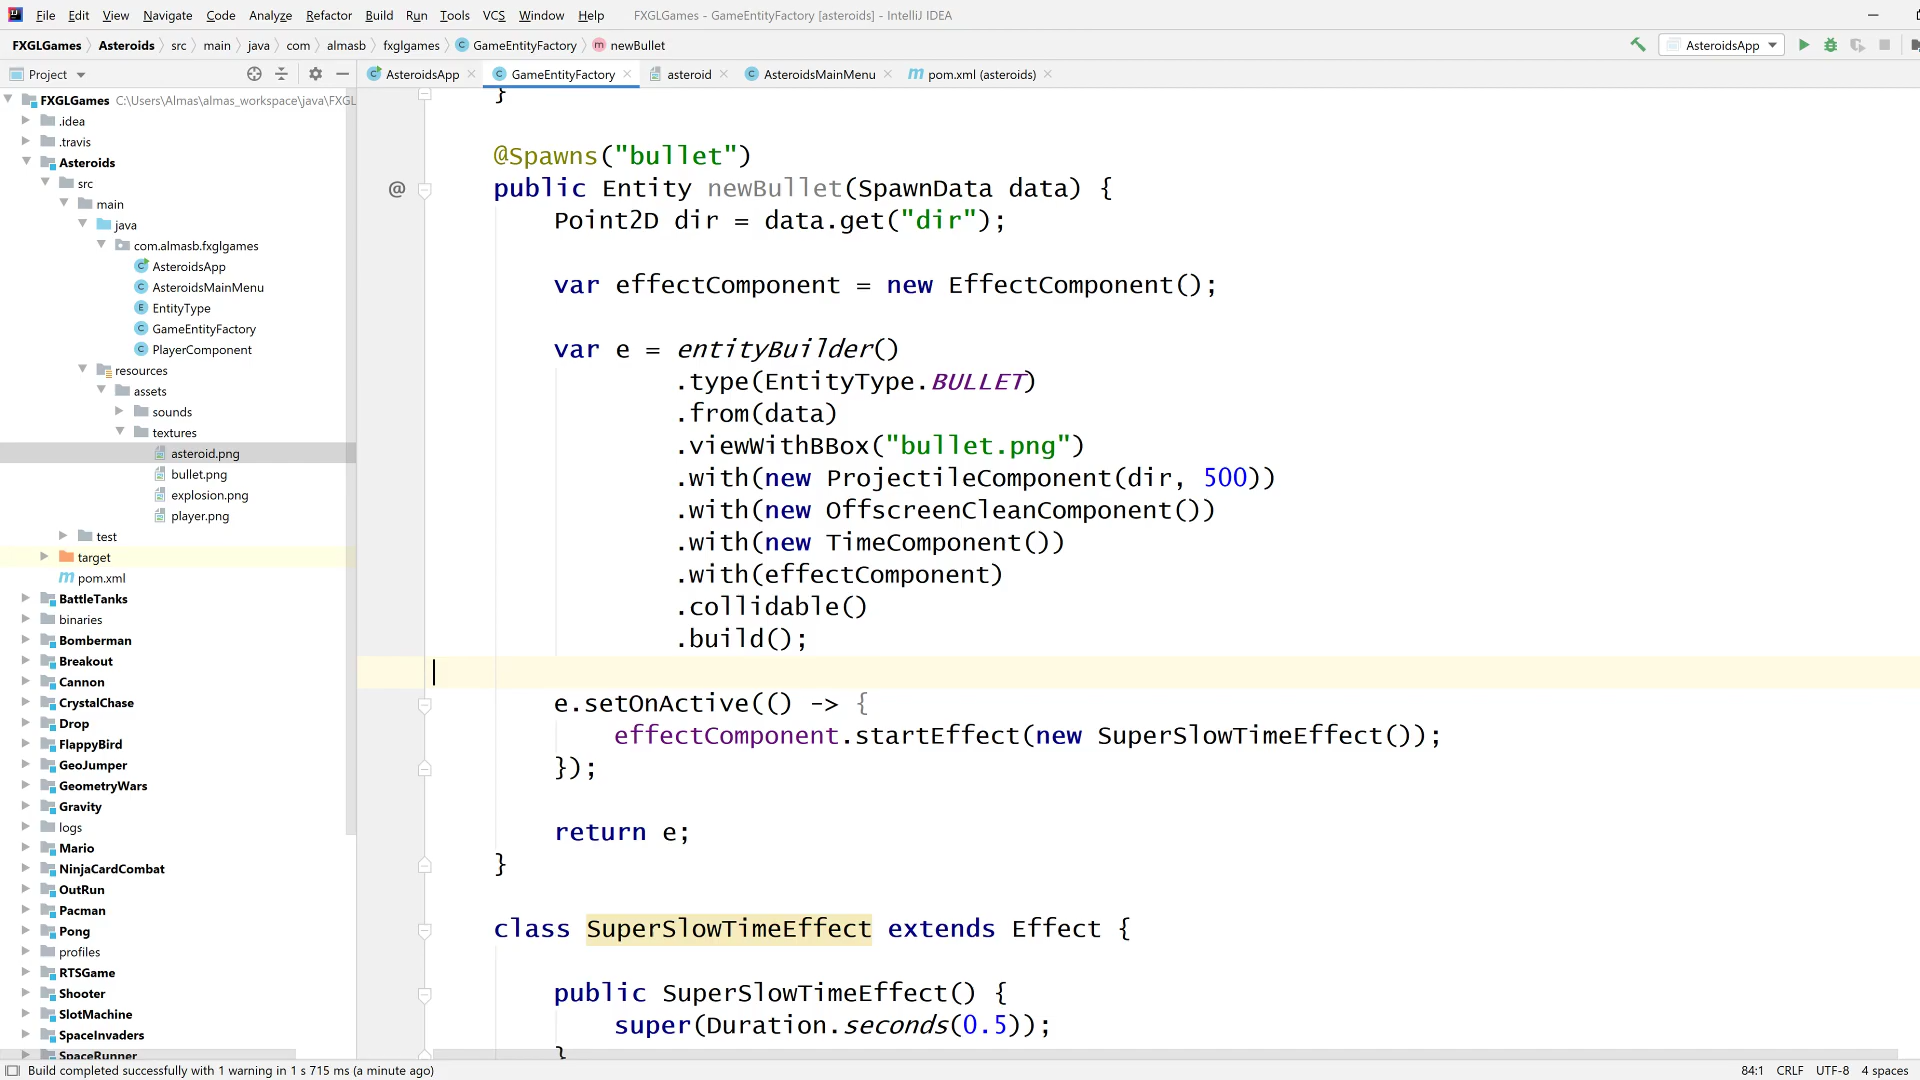 File Edit View Navigate Code Analyze Refactor Build Run Tools VCS Window Help FXGLGames - GameEntityFactory [asteroids] - IntelliJ IDEA
FXGLGames Asteroids src main java com almasb fxglgames GameEntityFactory newBullet AsteroidsApp
Project AsteroidsApp GameEntityFactory asteroid AsteroidsMainMenu pom.xml (asteroids)
FXGLGames C:\Users\Almas\almas_workspace\java\FXGL
.idea
.travis
Asteroids
src
main
java
com.almasb.fxglgames
AsteroidsApp
AsteroidsMainMenu
EntityType
GameEntityFactory
PlayerComponent
resources
assets
sounds
textures
asteroid.png
bullet.png
explosion.png
player.png
test
target
pom.xml
BattleTanks
binaries
Bomberman
Breakout
Cannon
CrystalChase
Drop
FlappyBird
GeoJumper
GeometryWars
Gravity
logs
Mario
NinjaCardCombat
OutRun
Pacman
Pong
profiles
RTSGame
Shooter
SlotMachine
SpaceInvaders
SpaceRunner
}
@Spawns("bullet")
public Entity newBullet(SpawnData data) {
Point2D dir = data.get("dir");
var effectComponent = new EffectComponent();
var e = entityBuilder()
.type(EntityType.BULLET)
.from(data)
.viewWithBBox("bullet.png")
.with(new ProjectileComponent(dir, 500))
.with(new OffscreenCleanComponent())
.with(new TimeComponent())
.with(effectComponent)
.collidable()
.build();
e.setOnActive(() -> {
effectComponent.startEffect(new SuperSlowTimeEffect());
});
return e;
}
class SuperSlowTimeEffect extends Effect {
public SuperSlowTimeEffect() {
super(Duration.seconds(0.5));
}
Build completed successfully with 1 warning in 1 s 715 ms (a minute ago) 84:1 CRLF UTF-8 4 spaces